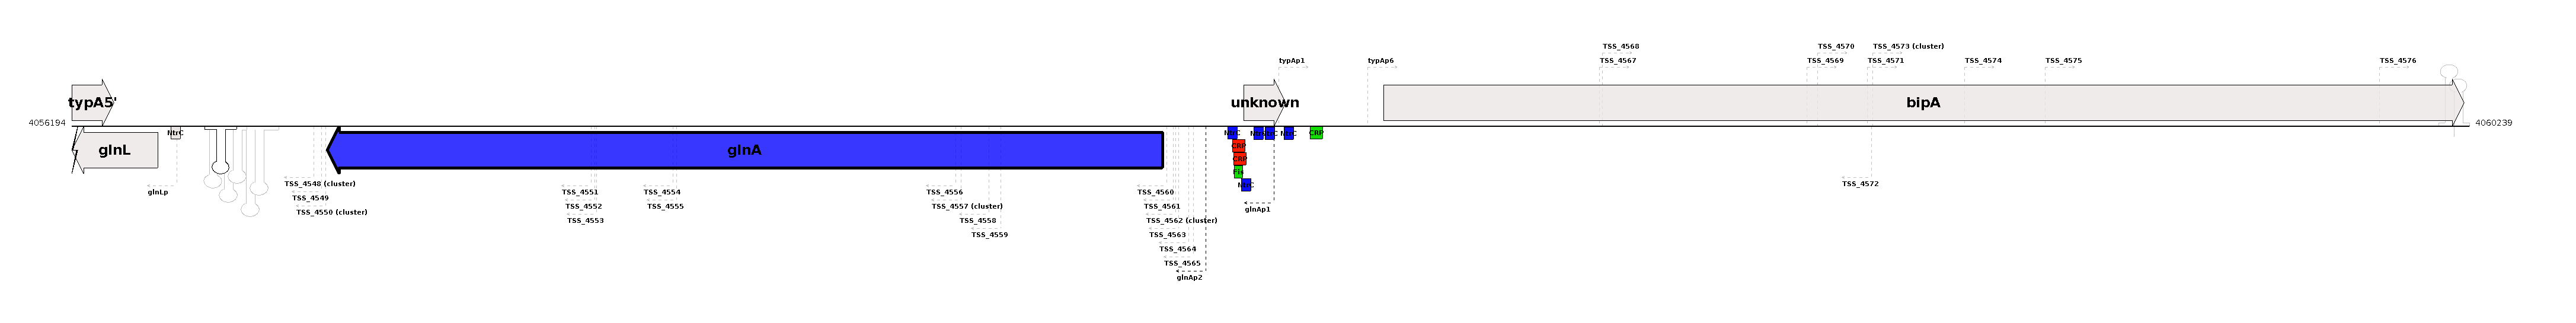 TSS_4568 TSS_4570 TSS_4573 (cluster)
typAp1 typAp6 TSS_4567 TSS_4569 TSS_4571 TSS_4574 TSS_4575 TSS_4576
typA5' unknown bipA
4056194 4060239
NtrC NtrC NtrC CRP
glnL glnA CRP
CRP
Fis
TSS_4548 (cluster) NtrC TSS_4572
glnLp TSS_4551 TSS_4554 TSS_4556 TSS_4560
TSS_4549
TSS_4552 TSS_4555 TSS_4557 (cluster) TSS_4561
TSS_4550 (cluster) glnAp1
TSS_4553 TSS_4558 TSS_4562 (cluster)
TSS_4559 TSS_4563
TSS_4564
TSS_4565
glnAp2